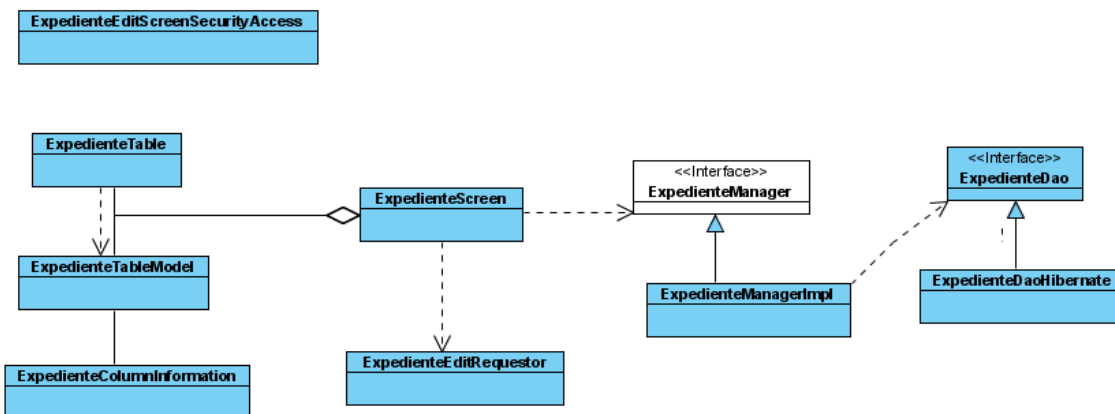 ExpedienteEditScreenSecurityAccess
ExpedienteTable
<<Interface>>
ExpedienteManager
<<Interface>>
ExpedienteDao
ExpedienteScreen
ExpedienteTableModel
ExpedienteManagerImpl
ExpedienteDaoHibernate
ExpedienteColumnInformation
ExpedienteEditRequestor